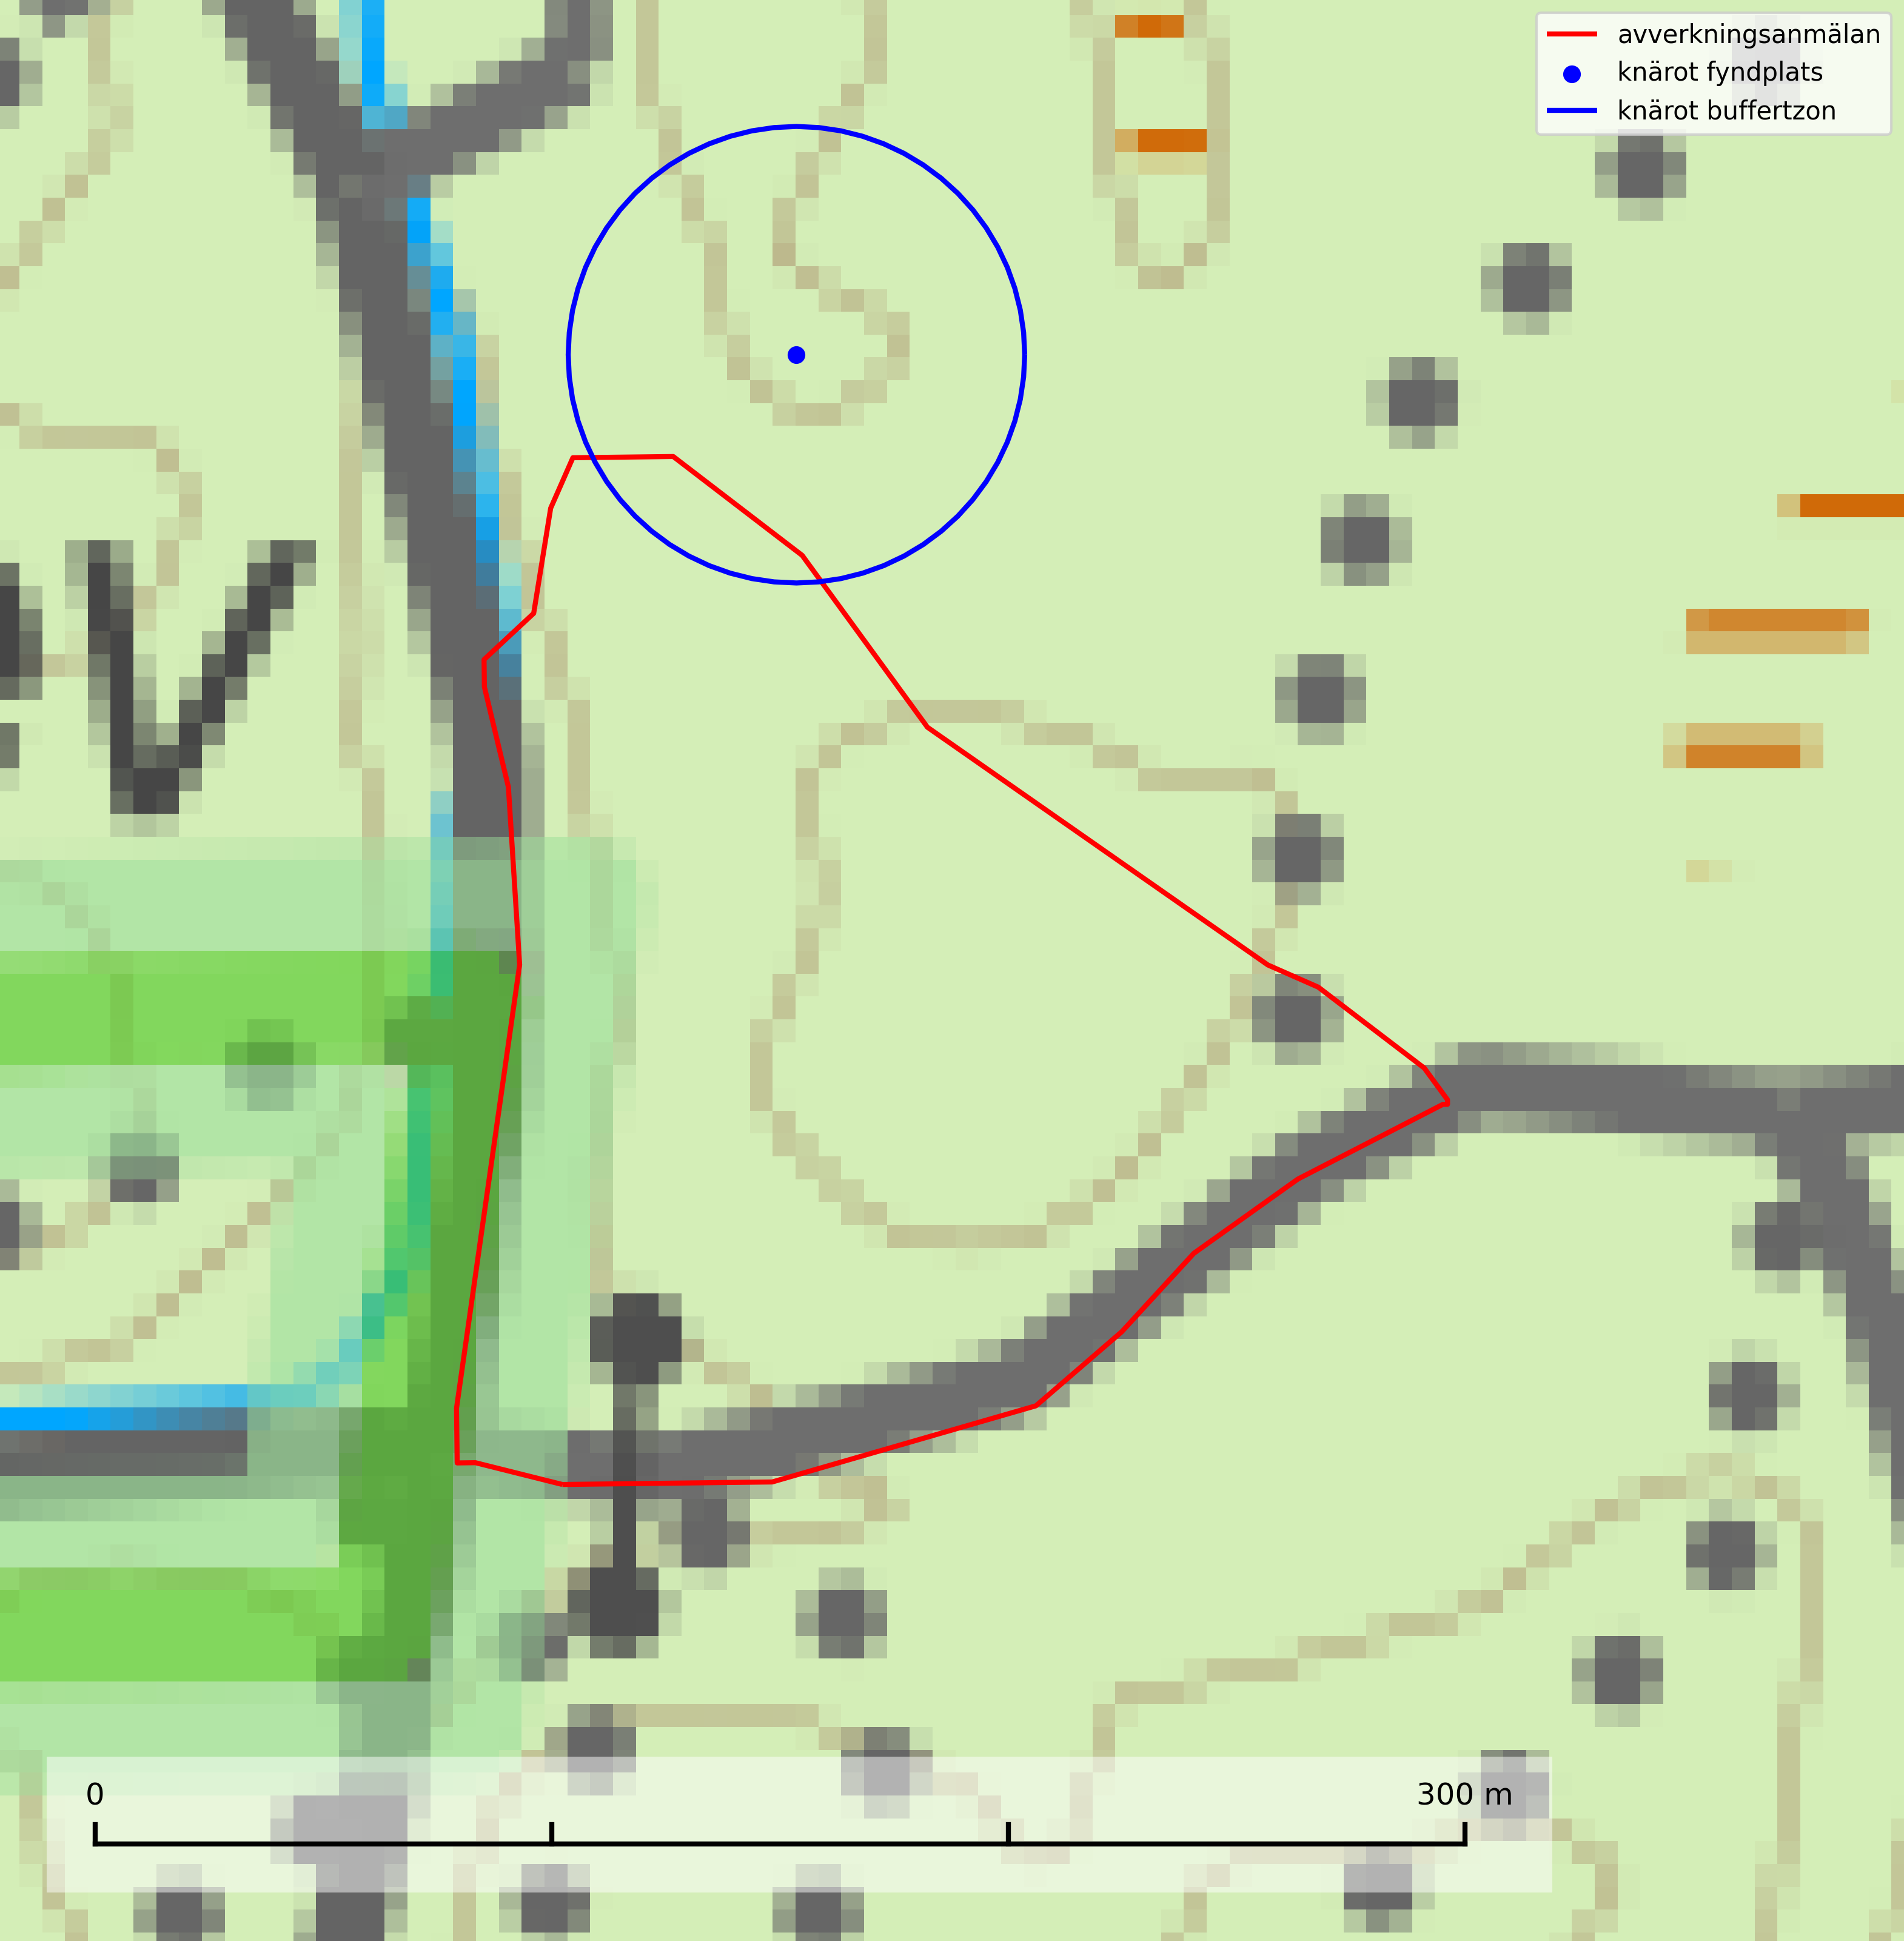 avverkningsanmälan
knärot fyndplats
knärot buffertzon
0
300 m